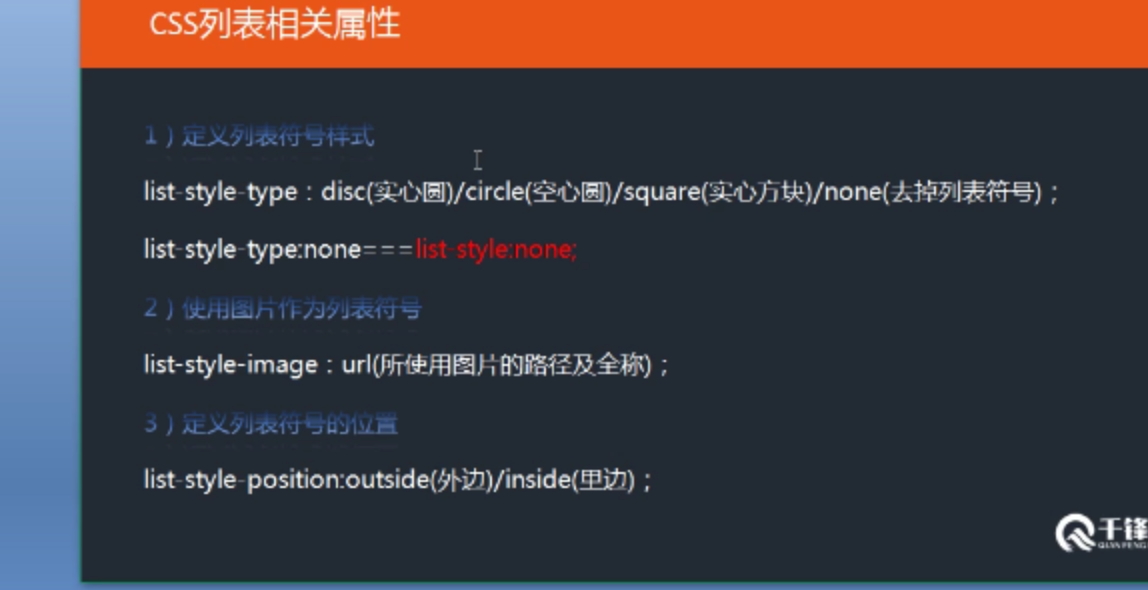 CSS列表相关属性
1）定义列表符号样式
list-style-type：disc(实心圆)/circle(空心圆)/square(实心方块)/none(去掉列表符号)；
list-style-type:none===list-style:none;
2）使用图片作为列表符号
list-style-image：url(所使用图片的路径及全称)；
3）定义列表符号的位置
list-style-position:outside(外边)/inside(里边)；
千锋
QIANFENG